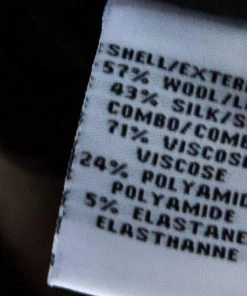 SHELL/EXTER
57% WOOL/L
43% SILK/S
COMBO/COMB
71% VISCOSE
VISCOSE
24% POLYAMID
POLYAMIDE
5% ELASTANE
ELASTHANNE